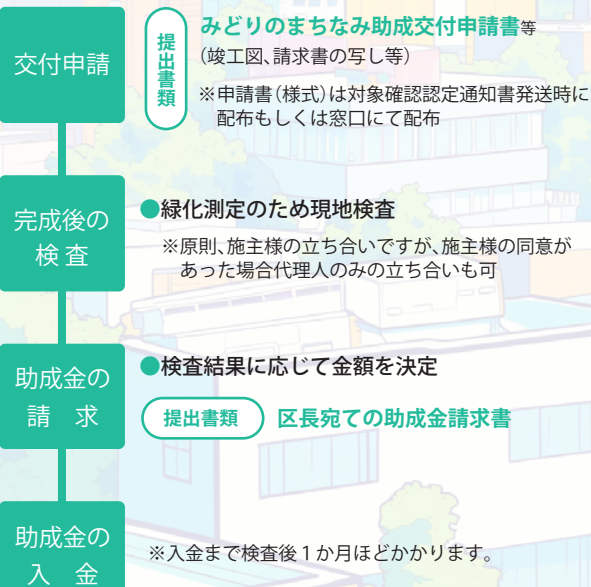 交付申請
提出書類
みどりのまちなみ助成交付申請書等
(竣工図、請求書の写し等)
※申請書(様式)は対象確認認定通知書発送時に
配布もしくは窓口にて配布
完成後の
検査
●緑化測定のため現地検査
※原則、施主様の立ち合いですが、施主様の同意が
あった場合代理人のみの立ち合いも可
助成金の
請 求
●検査結果に応じて金額を決定
提出書類 区長宛ての助成金請求書
助成金の
入 金
※入金まで検査後1か月ほどかかります。